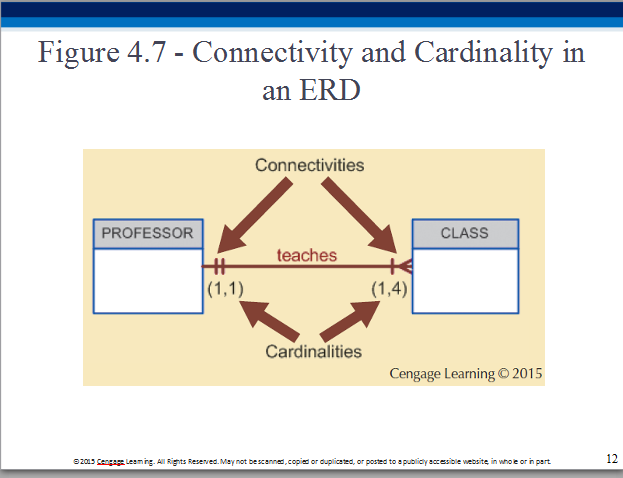 Figure 4.7 - Connectivity and Cardinality in
an ERD
Connectivities
PROFESSOR
CLASS
teaches
(1,1)
(1,4)
Cardinalities
Cengage Learning © 2015
©2015 Cengage Learning. All Rights Reserved. May not be scanned, copied or duplicated, or posted to a publicly accessible website, in whole or in part.
12